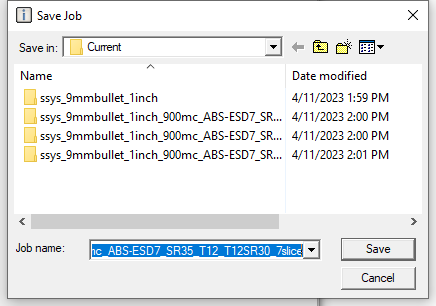 Save Job
Save in: Current
Name Date modified
ssys_9mmbullet_1inch 4/11/2023 1:59 PM
ssys_9mmbullet_1inch_900mc_ABS-ESD7_SR... 4/11/2023 2:00 PM
ssys_9mmbullet_1inch_900mc_ABS-ESD7_SR... 4/11/2023 2:00 PM
ssys_9mmbullet_1inch_900mc_ABS-ESD7_SR... 4/11/2023 2:01 PM
Job name: mc_ABS-ESD7_SR35_T12_T12SR30_7slice Save
Cancel